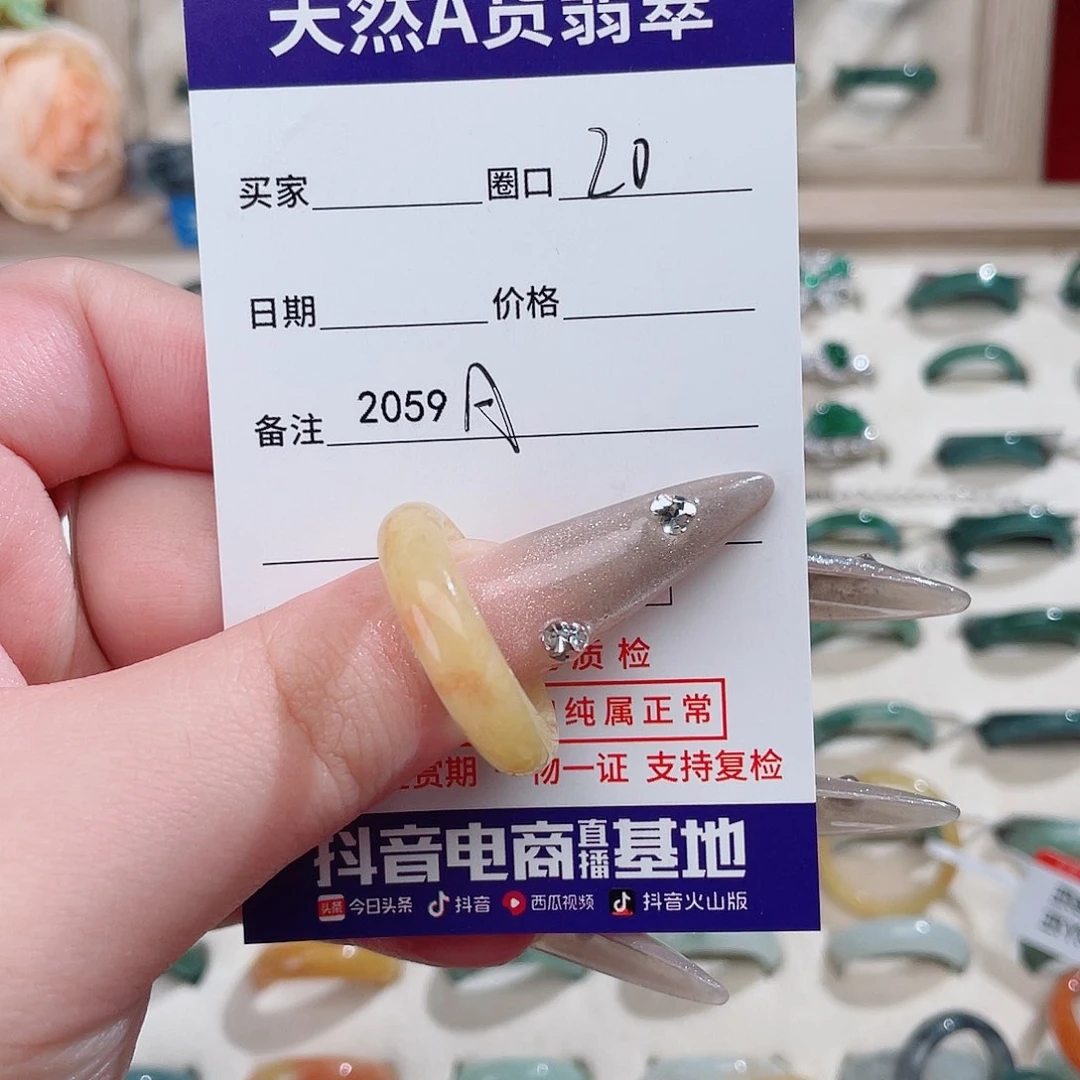 天然A货翡翠
买家 圈口 20
日期 价格
备注 2059 A
质检
纯属正常
货期 物一证 支持复检
抖音电商直播基地
头条 今日头条 抖音 西瓜视频 抖音火山版